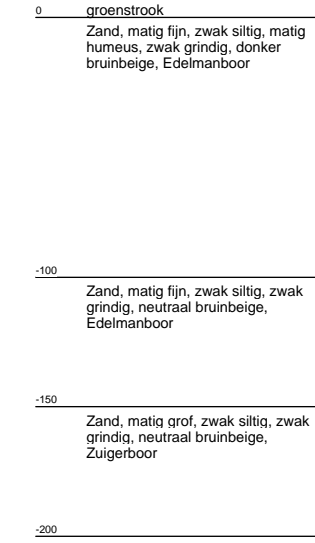 0 groenstrook
Zand, matig fijn, zwak siltig, matig
humeus, zwak grindig, donker
bruinbeige, Edelmanboor
-100
Zand, matig fijn, zwak siltig, zwak
grindig, neutraal bruinbeige,
Edelmanboor
-150
Zand, matig grof, zwak siltig, zwak
grindig, neutraal bruinbeige,
Zuigerboor
-200